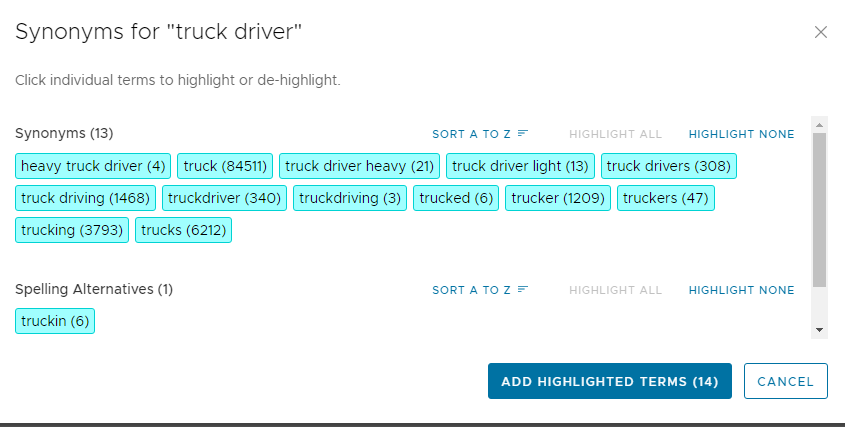 Synonyms for "truck driver"
Click individual terms to highlight or de-highlight.
Synonyms (13) SORT A TO Z HIGHLIGHT ALL HIGHLIGHT NONE
heavy truck driver (4) truck (84511) truck driver heavy (21) truck driver light (13) truck drivers (308)
truck driving (1468) truckdriver (340) truckdriving (3) trucked (6) trucker (1209) truckers (47)
trucking (3793) trucks (6212)
Spelling Alternatives (1) SORT A TO Z HIGHLIGHT ALL HIGHLIGHT NONE
truckin (6)
ADD HIGHLIGHTED TERMS (14) CANCEL